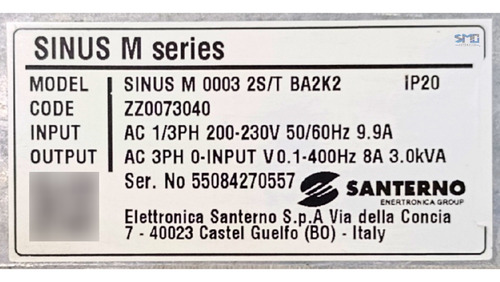 SMG
SINUS M series
MODEL SINUS M 0003 2S/T BA2K2 IP20
CODE ZZ0073040
INPUT AC 1/3PH 200-230V 50/60Hz 9.9A
OUTPUT AC 3PH 0-INPUT V 0.1-400Hz 8A 3.0kVA
Ser. No 55084270557
SANTERNO
ENERTRONICA GROUP
Elettronica Santerno S.p.A Via della Concia
7 - 40023 Castel Guelfo (BO) - Italy